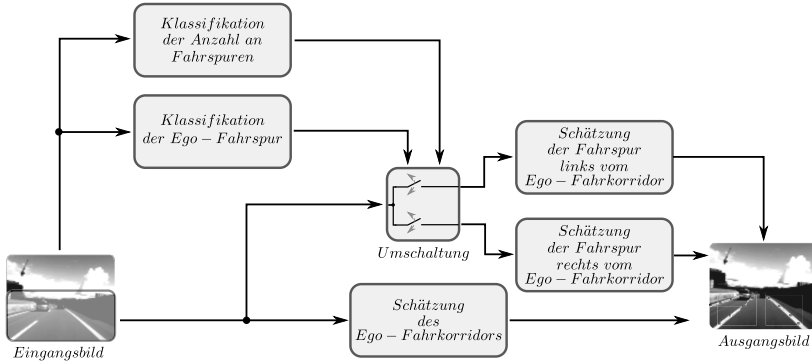 Klassifikation
der Anzahl an
Fahrspuren
Klassifikation
der Ego – Fahrspur
Schätzung
der Fahrspur
links vom
Ego – Fahrkorridor
Umschaltung
Schätzung
der Fahrspur
rechts vom
Ego – Fahrkorridor
Schätzung
des
Ego – Fahrkorridors
Eingangsbild
Ausgangsbild